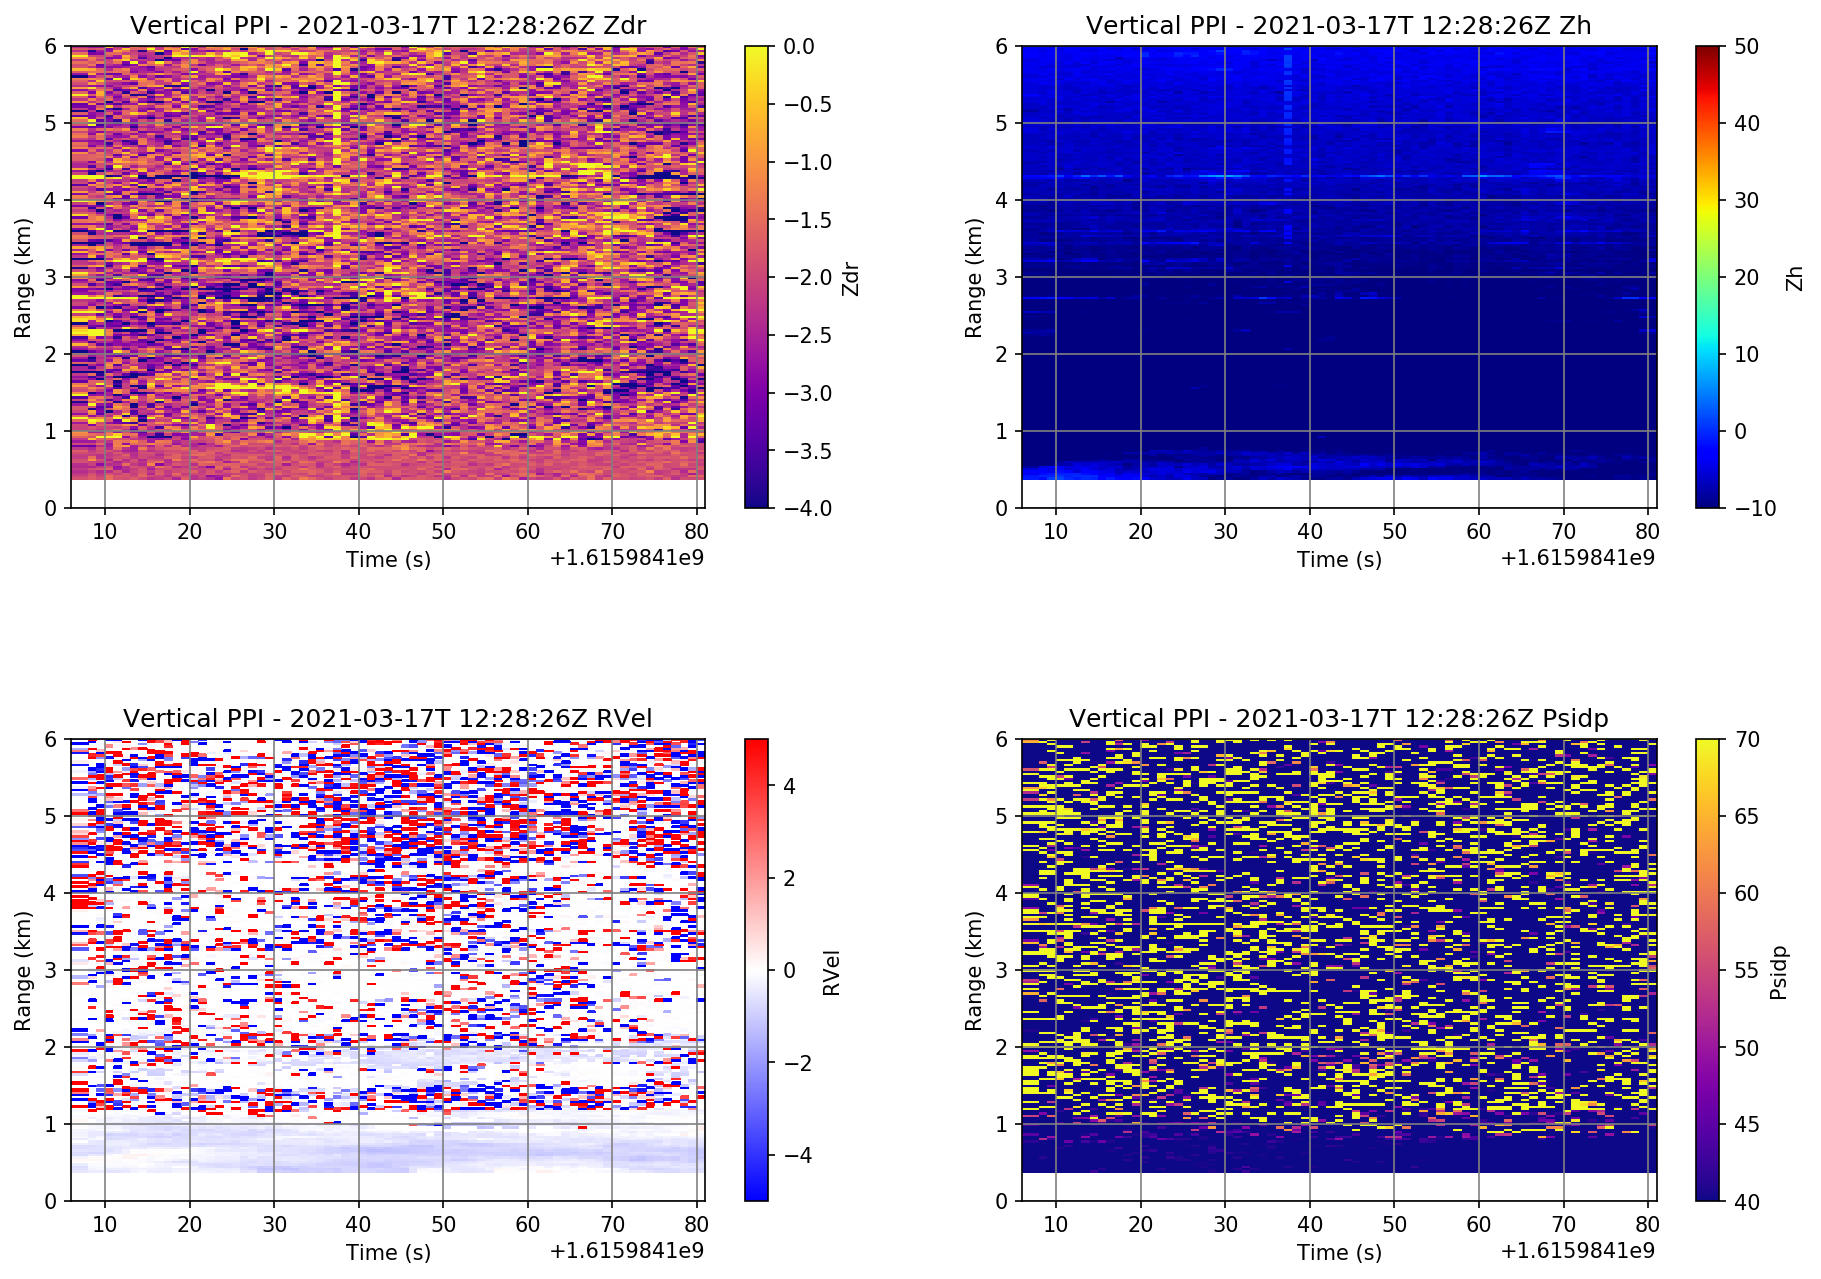 Vertical PPI - 2021-03-17T 12:28:26Z Zdr
6
5
4
3
2
1
0
Range (km)
10 20 30 40 50 60 70 80
Time (s)
+1.6159841e9
0.0
−0.5
−1.0
−1.5
−2.0
−2.5
−3.0
−3.5
−4.0
Zdr
Vertical PPI - 2021-03-17T 12:28:26Z Zh
6
5
4
3
2
1
0
Range (km)
10 20 30 40 50 60 70 80
Time (s)
+1.6159841e9
50
40
30
20
10
0
−10
Zh
Vertical PPI - 2021-03-17T 12:28:26Z RVel
6
5
4
3
2
1
0
Range (km)
10 20 30 40 50 60 70 80
Time (s)
+1.6159841e9
4
2
0
−2
−4
RVel
Vertical PPI - 2021-03-17T 12:28:26Z Psidp
6
5
4
3
2
1
0
Range (km)
10 20 30 40 50 60 70 80
Time (s)
+1.6159841e9
70
65
60
55
50
45
40
Psidp